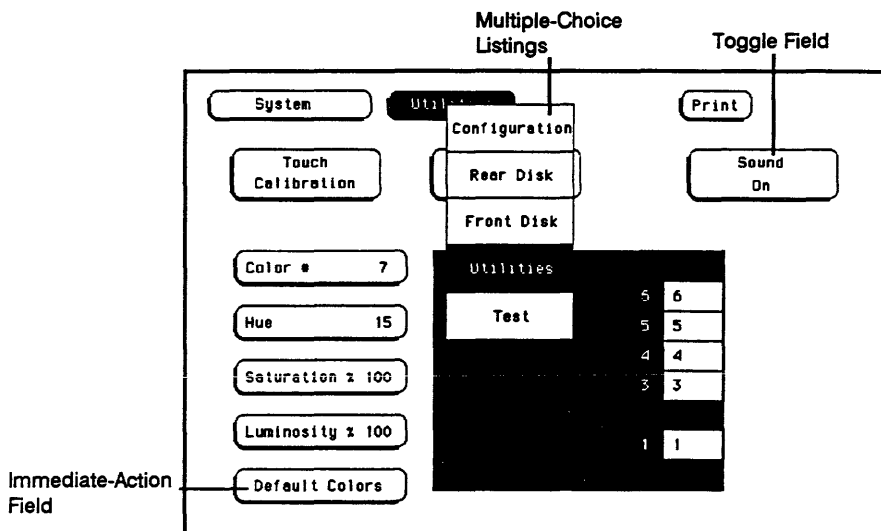 Multiple-Choice
Listings
Toggle Field
System
Print
Configuration
Touch
Calibration
Rear Disk
Sound
On
Front Disk
Color # 7
Utilities
6 6
Hue 15
Test
5 5
4 4
Saturation % 100
3 3
Luminosity % 100
1 1
Immediate-Action
Field
Default Colors